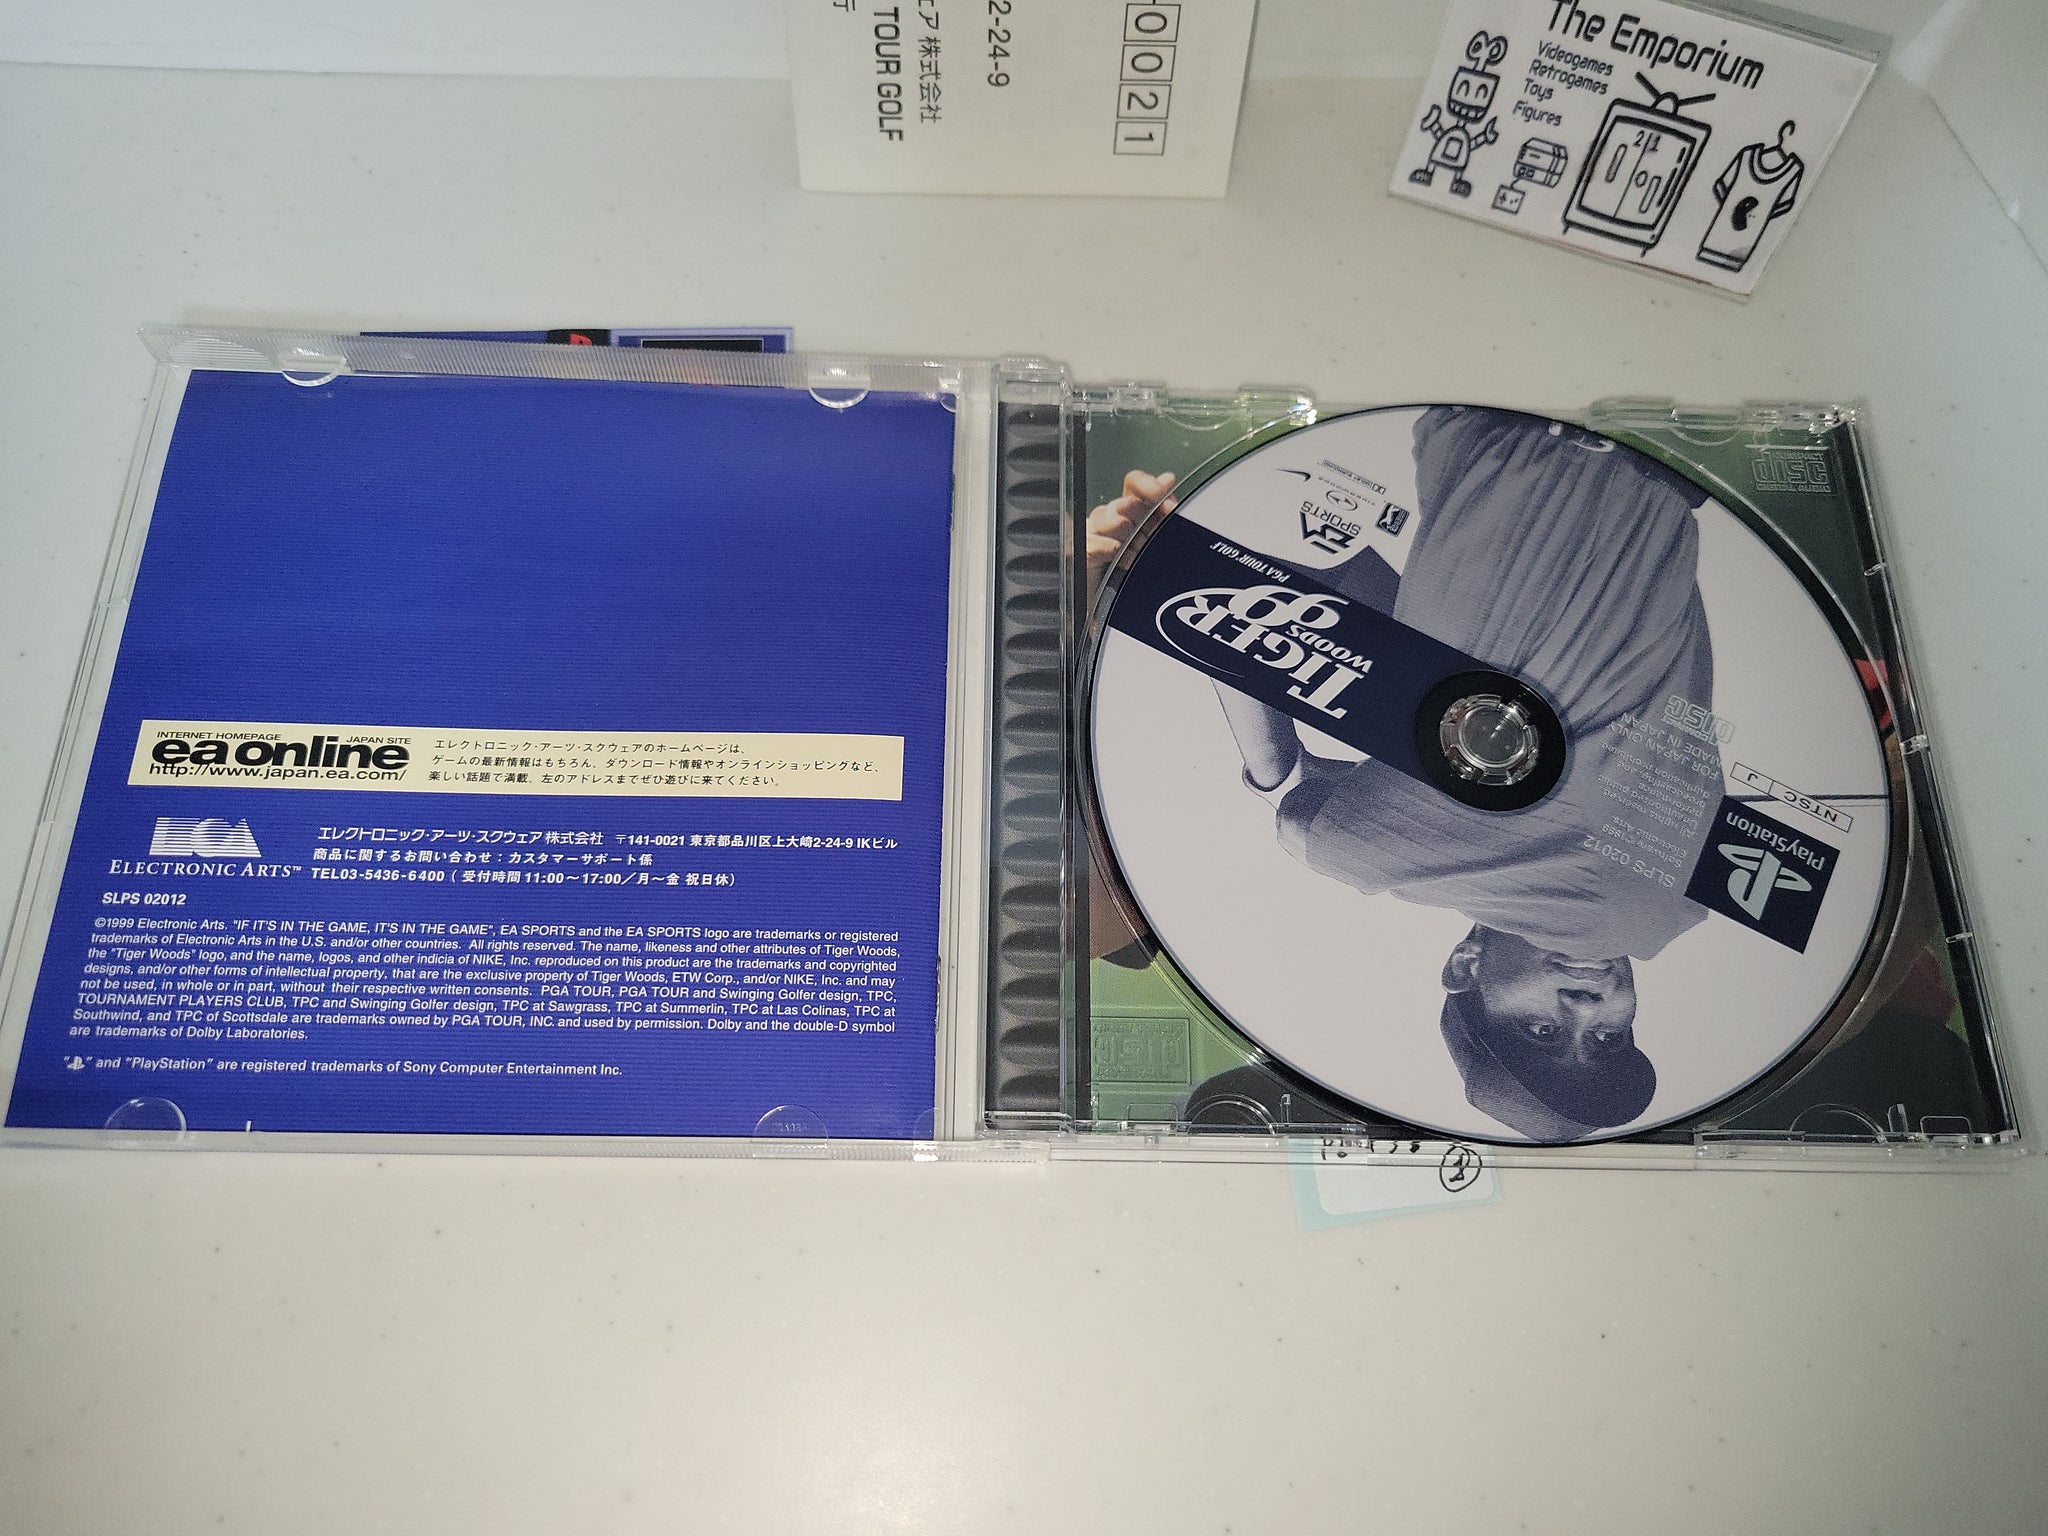 0021
2-24-9
ェア 株式会社
TOUR GOLF
行
The Emporium
Videogames
Retrogames
Toys
Figures
21
INTERNET HOMEPAGE JAPAN SITE
ea online
http://www.japan.ea.com/
エレクトロニック・アーツ・スクウェアのホームページは、
ゲームの最新情報はもちろん、ダウンロード情報やオンラインショッピングなど、
楽しい話題で満載。左のアドレスまでぜひ遊びに来てください。
ELECTRONIC ARTS™
エレクトロニック・アーツ・スクウェア 株式会社 〒141-0021 東京都品川区上大崎2-24-9 IKビル
商品に関するお問い合わせ：カスタマーサポート係
TEL03-5436-6400 ( 受付時間 11:00～17:00／月～金 祝日休)
SLPS 02012
©1999 Electronic Arts. "IF IT'S IN THE GAME, IT'S IN THE GAME", EA SPORTS and the EA SPORTS logo are trademarks or registered
trademarks of Electronic Arts in the U.S. and/or other countries. All rights reserved. The name, likeness and other attributes of Tiger Woods,
the "Tiger Woods" logo, and the name, logos, and other indicia of NIKE, Inc. reproduced on this product are the trademarks and copyrighted
designs, and/or other forms of intellectual property, that are the exclusive property of Tiger Woods, ETW Corp., and/or NIKE, Inc. and may
not be used, in whole or in part, without their respective written consents. PGA TOUR, PGA TOUR and Swinging Golfer design, TPC,
TOURNAMENT PLAYERS CLUB, TPC and Swinging Golfer design, TPC at Sawgrass, TPC at Summerlin, TPC at Las Colinas, TPC at
Southwind, and TPC of Scottsdale are trademarks owned by PGA TOUR, INC. and used by permission. Dolby and the double-D symbol
are trademarks of Dolby Laboratories.
" " and "PlayStation" are registered trademarks of Sony Computer Entertainment Inc.
PlayStation
NTSC J
SLPS 02012
Software ©1999
Electronic Arts.
All rights reserved.
FOR JAPAN ONLY
MADE IN JAPAN
COMPACT disc
TIGER
WOODS
99
PGA TOUR GOLF
EA
SPORTS
COMPACT
disc
DIGITAL AUDIO